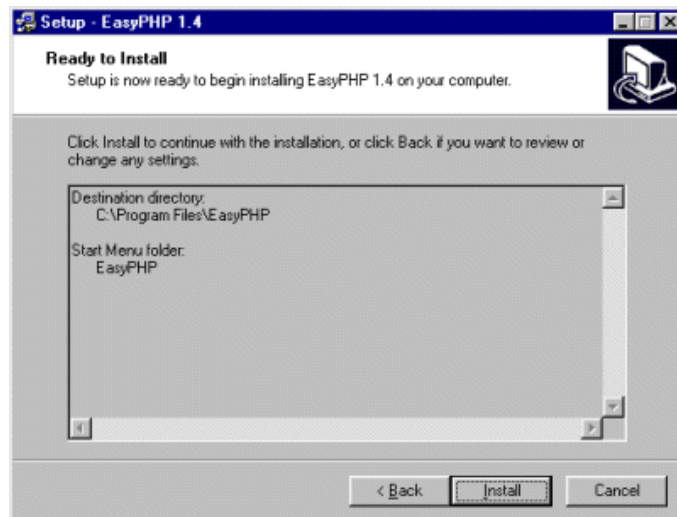 Setup - EasyPHP 1.4
Ready to Install
Setup is now ready to begin installing EasyPHP 1.4 on your computer.
Click Install to continue with the installation, or click Back if you want to review or
change any settings.
Destination directory:
C:\Program Files\EasyPHP
Start Menu folder:
EasyPHP
< Back
Install
Cancel